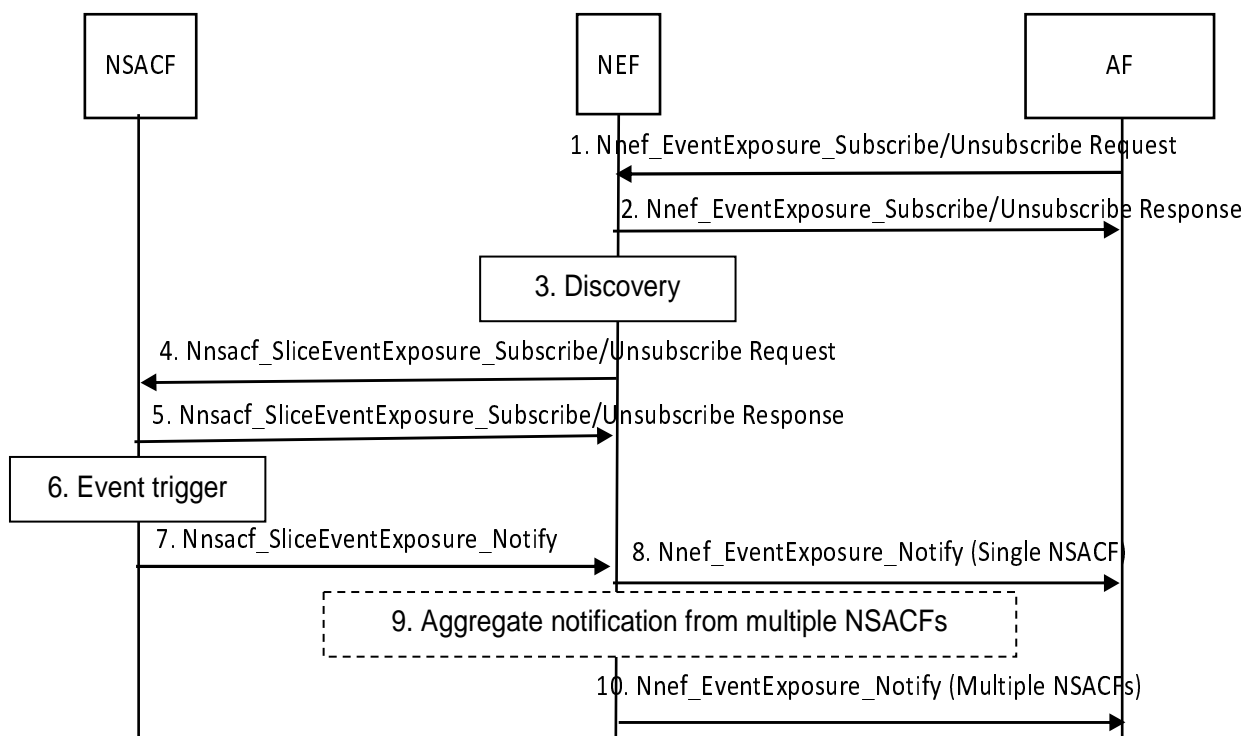 NSACF
NEF
AF
1. Nnef_EventExposure_Subscribe/Unsubscribe Request
2. Nnef_EventExposure_Subscribe/Unsubscribe Response
3. Discovery
4. Nnsacf_SliceEventExposure_Subscribe/Unsubscribe Request
5. Nnsacf_SliceEventExposure_Subscribe/Unsubscribe Response
6. Event trigger
7. Nnsacf_SliceEventExposure_Notify
8. Nnef_EventExposure_Notify (Single NSACF)
9. Aggregate notification from multiple NSACFs
10. Nnef_EventExposure_Notify (Multiple NSACFs)